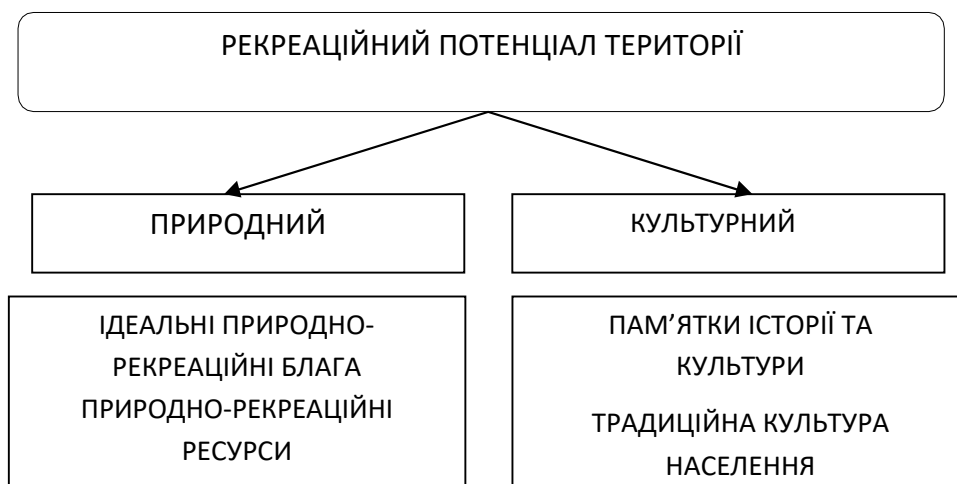 РЕКРЕАЦІЙНИЙ ПОТЕНЦІАЛ ТЕРИТОРІЇ
ПРИРОДНИЙ
КУЛЬТУРНИЙ
ІДЕАЛЬНІ ПРИРОДНО-
РЕКРЕАЦІЙНІ БЛАГА
ПРИРОДНО-РЕКРЕАЦІЙНІ
РЕСУРСИ
ПАМ’ЯТКИ ІСТОРІЇ ТА
КУЛЬТУРИ
ТРАДИЦІЙНА КУЛЬТУРА
НАСЕЛЕННЯ